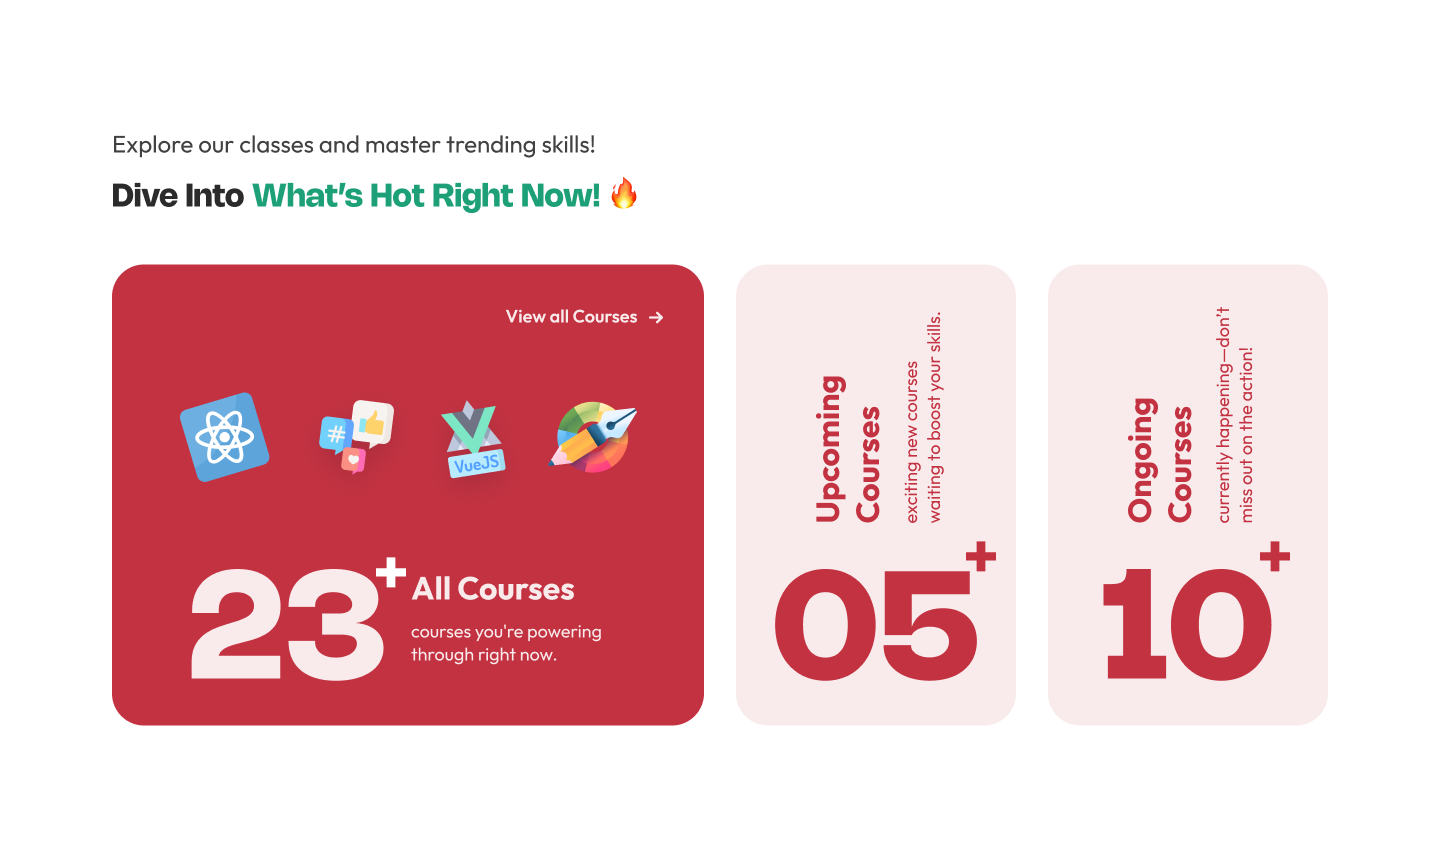 Explore our classes and master trending skills!
Dive Into What's Hot Right Now! 🔥
View all Courses →
#
VueJS
23+
All Courses
courses you're powering
through right now.
Upcoming
Courses
exciting new courses
waiting to boost your skills.
05+
Ongoing
Courses
currently happening—don't
miss out on the action!
10+